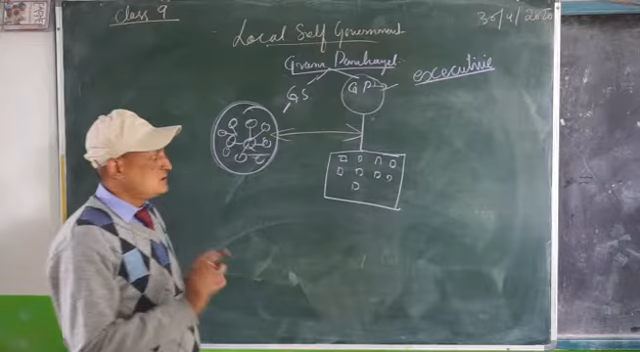 Class 9
30/4/2020
Local Self Government
Gram Panchayat
GS
GP
executive